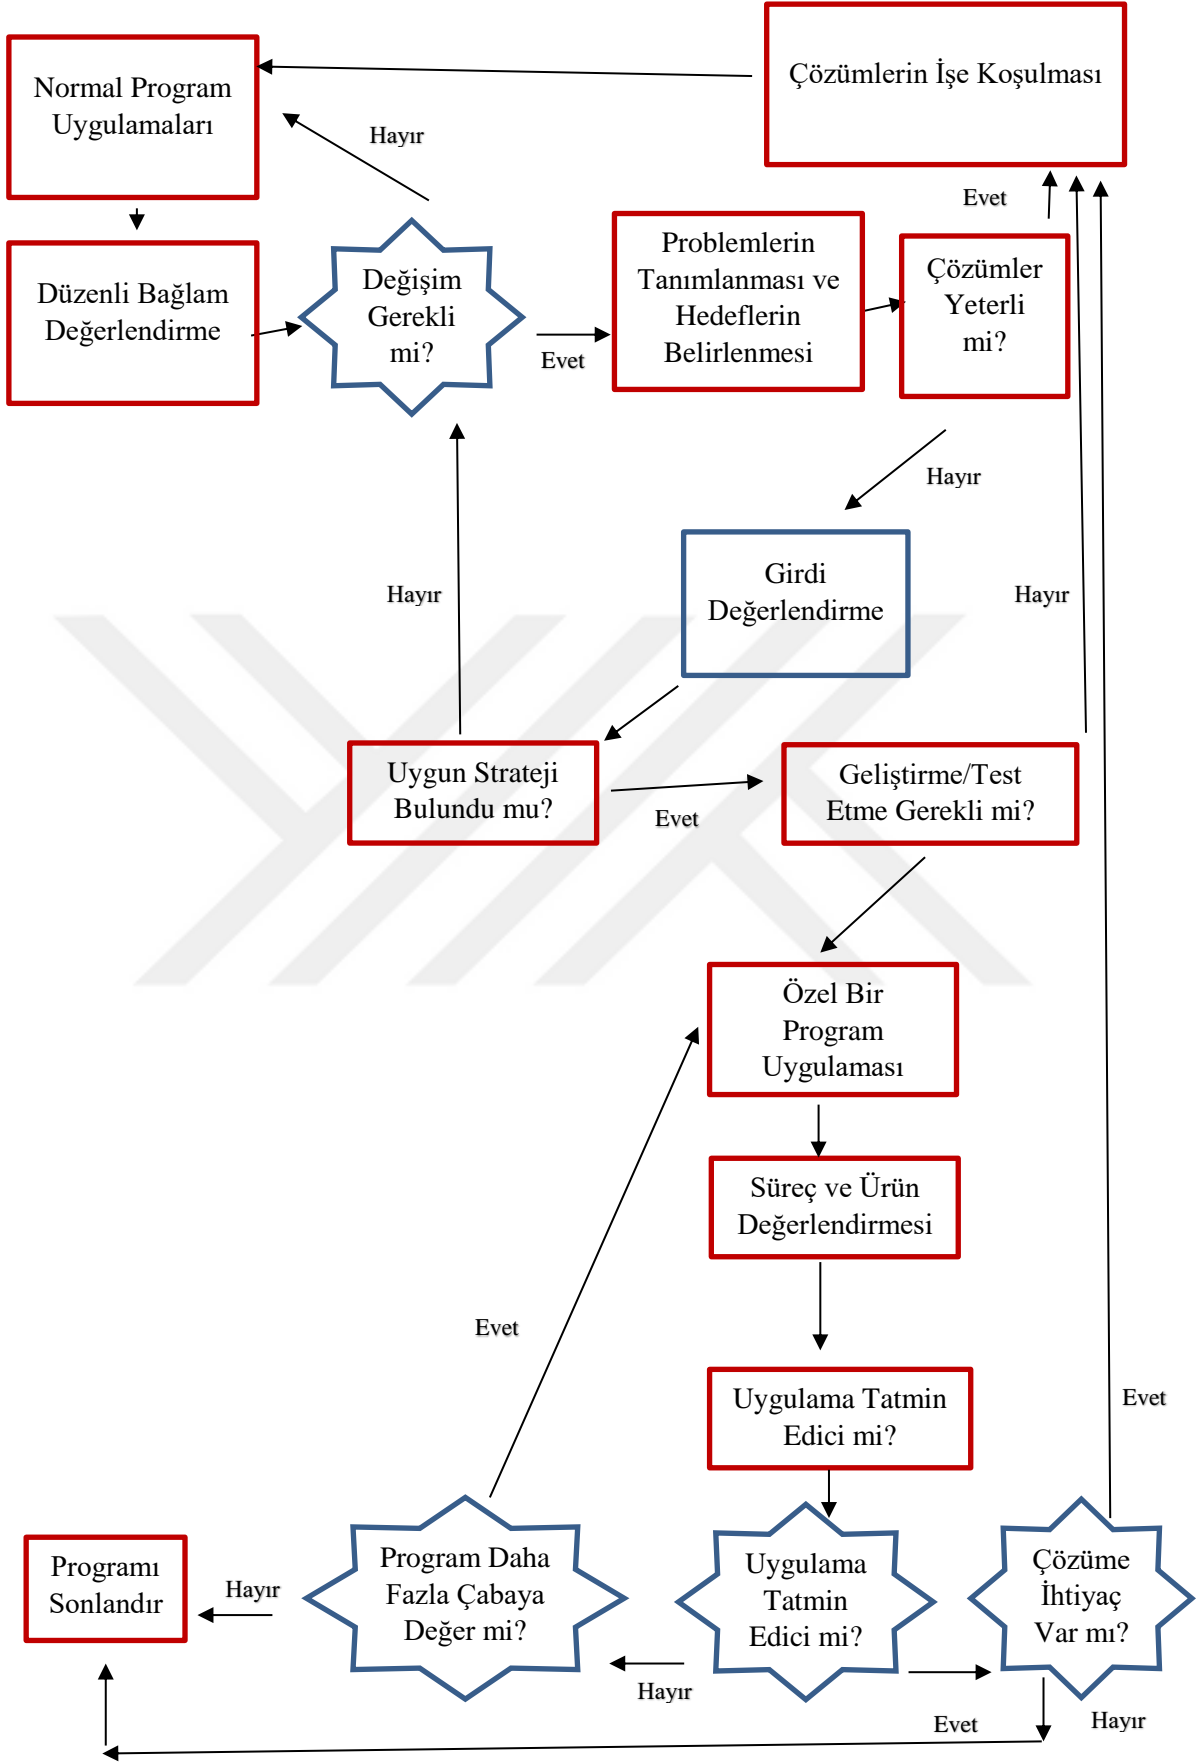 Çözümlerin İşe Koşulması
Normal Program
Uygulamaları
Hayır
Evet
Düzenli Bağlam
Değerlendirme
Değişim
Gerekli
mi?
Evet
Problemlerin
Tanımlanması ve
Hedeflerin
Belirlenmesi
Çözümler
Yeterli
mi?
Hayır
Girdi
Değerlendirme
Hayır
Hayır
Uygun Strateji
Bulundu mu?
Evet
Geliştirme/Test
Etme Gerekli mi?
Özel Bir
Program
Uygulaması
Süreç ve Ürün
Değerlendirmesi
Evet
Evet
Uygulama Tatmin
Edici mi?
Programı
Sonlandır
Hayır
Program Daha
Fazla Çabaya
Değer mi?
Uygulama
Tatmin
Edici mi?
Çözüme
İhtiyaç
Var mı?
Hayır
Evet
Hayır